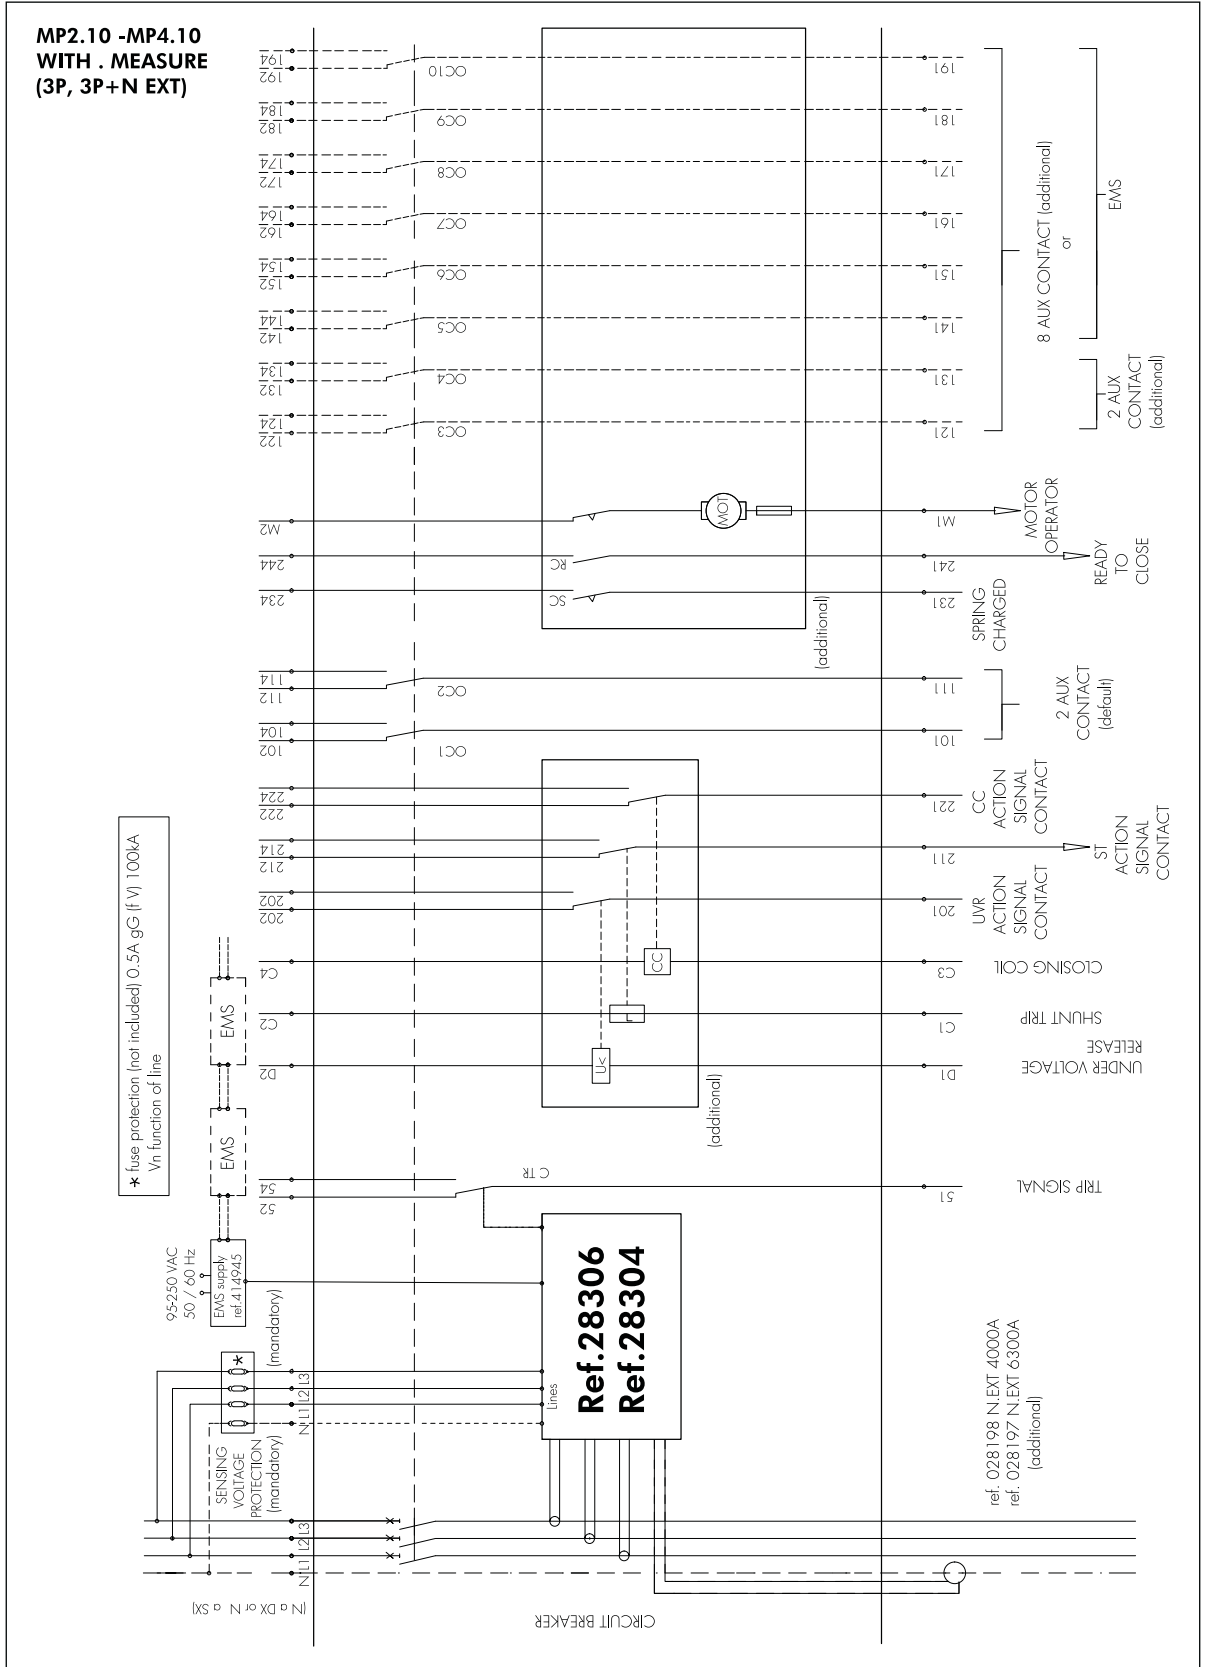 MP2.10 -MP4.10
WITH . MEASURE
(3P, 3P+N EXT)
194
192
OC10
191
184
182
OC9
181
174
172
OC8
171
164
162
OC7
161
154
152
OC6
151
144
142
OC5
141
134
132
OC4
131
124
122
OC3
121
8 AUX CONTACT (additional)
or
EMS
2 AUX
CONTACT
(additional)
M2
MOT
M1
MOTOR
OPERATOR
244
RC
241
READY
TO
CLOSE
234
SC
231
SPRING
CHARGED
(additional)
114
112
OC2
111
104
102
OC1
101
2 AUX
CONTACT
(default)
224
222
221
CC
ACTION
SIGNAL
CONTACT
214
212
211
ST
ACTION
SIGNAL
CONTACT
202
202
201
UVR
ACTION
SIGNAL
CONTACT
C4
CC
C3
CLOSING COIL
C2
L
C1
SHUNT TRIP
D2
U<
D1
UNDER VOLTAGE
RELEASE
(additional)
* fuse protection (not included) 0.5A gG (f V) 100kA
Vn function of line
EMS
EMS
54
52
C TR
51
TRIP SIGNAL
95-250 VAC
50 / 60 Hz
EMS supply
ref.414945
(mandatory)
Ref.28306
Ref.28304
Lines
*
N L1 L2 L3
SENSING
VOLTAGE
PROTECTION
(mandatory)
ref. 028198 N.EXT 4000A
ref. 028197 N.EXT 6300A
(additional)
N L1 L2 L3
(N a DX or N a SX)
CIRCUIT BREAKER